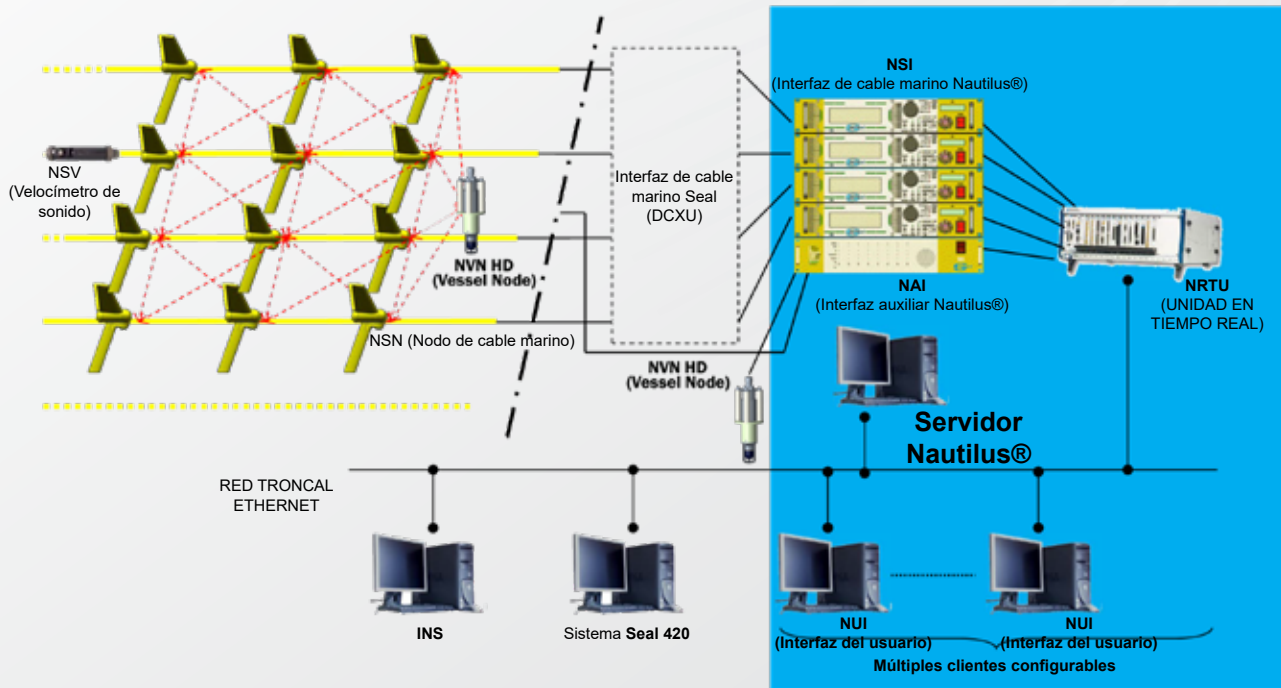 NSI
(Interfaz de cable marino Nautilus®)
NSV
(Velocímetro de
sonido)
Interfaz de cable
marino Seal
(DCXU)
NVN HD
(Vessel Node)
NAI
(Interfaz auxiliar Nautilus®)
NRTU
(UNIDAD EN
TIEMPO REAL)
NSN (Nodo de cable marino)
NVN HD
(Vessel Node)
Servidor
Nautilus®
RED TRONCAL
ETHERNET
INS
Sistema Seal 420
NUI
(Interfaz del usuario)
NUI
(Interfaz del usuario)
Múltiples clientes configurables